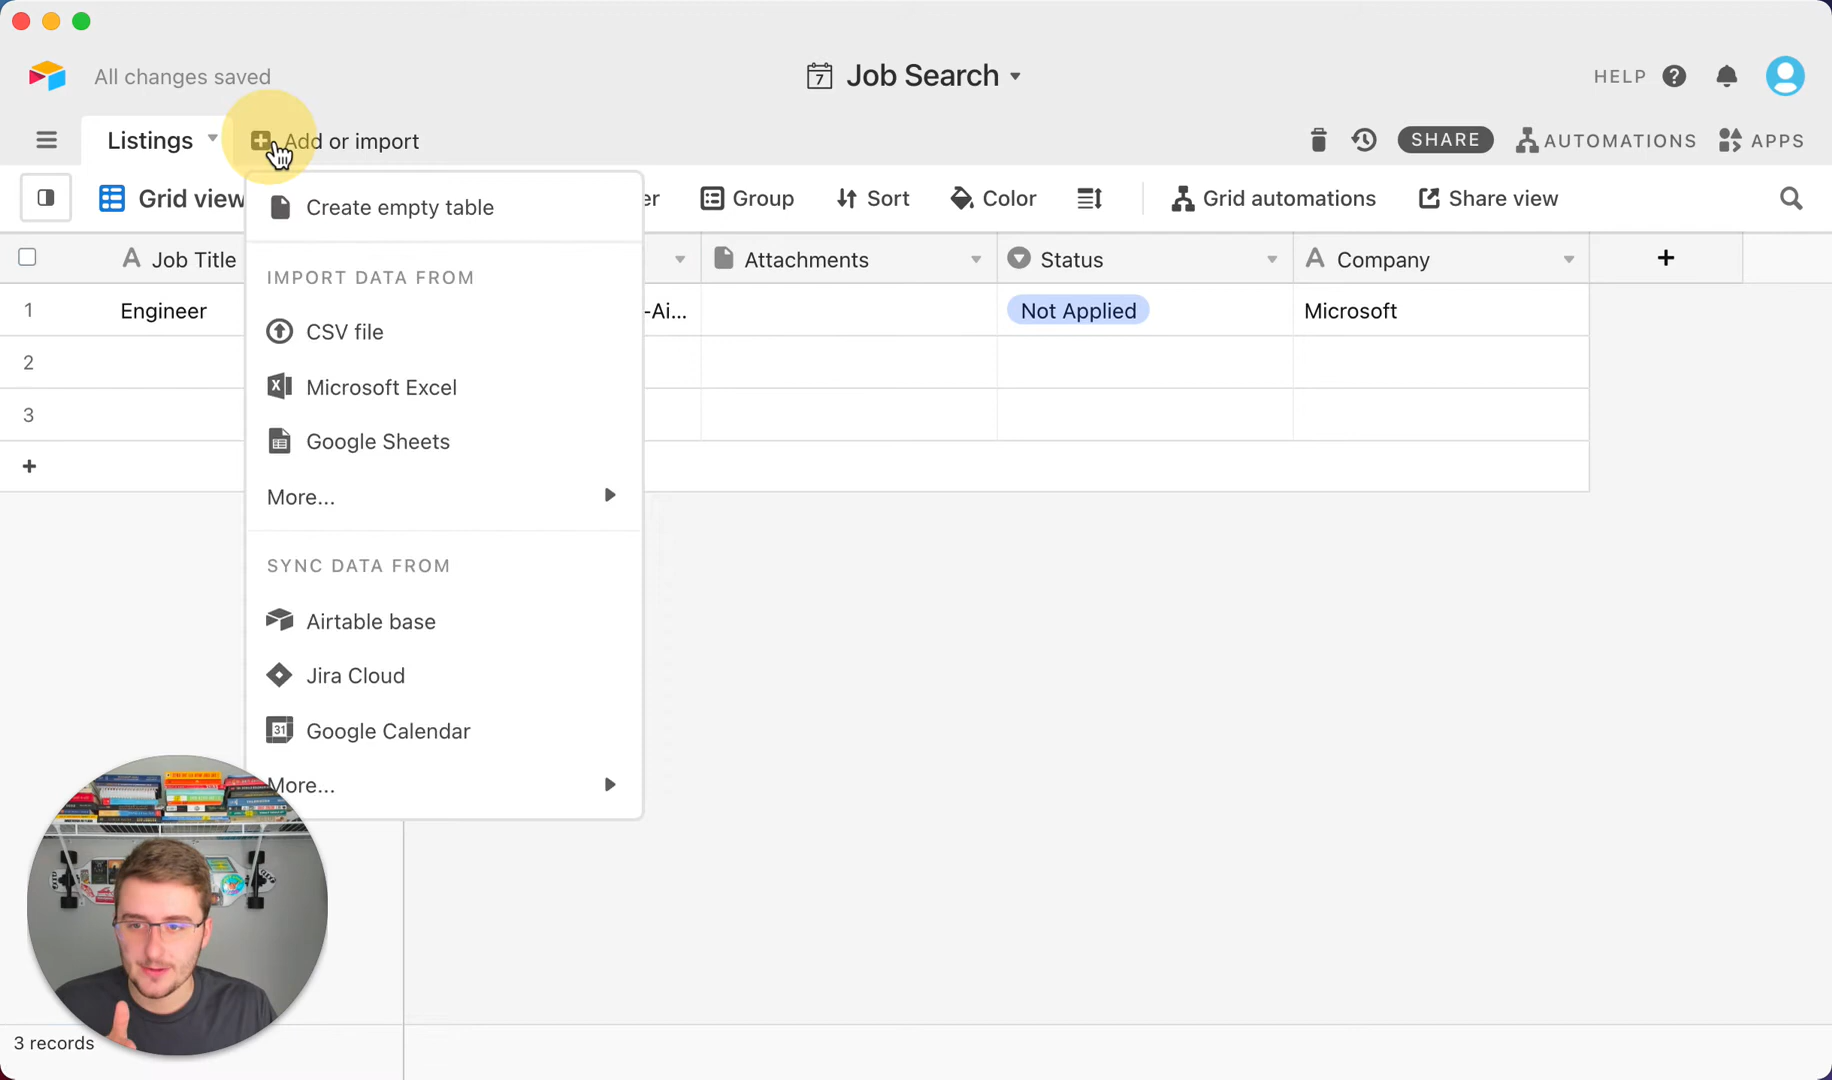 All changes saved
7 Job Search
HELP ?
Listings
Add or import
SHARE
AUTOMATIONS
APPS
Grid view
er
Group
Sort
Color
Grid automations
Share view
Job Title
Attachments
Status
Company
+
1 Engineer
-Ai...
Not Applied
Microsoft
2
3
+
Create empty table
IMPORT DATA FROM
CSV file
Microsoft Excel
Google Sheets
More...
SYNC DATA FROM
Airtable base
Jira Cloud
31 Google Calendar
More...
3 records